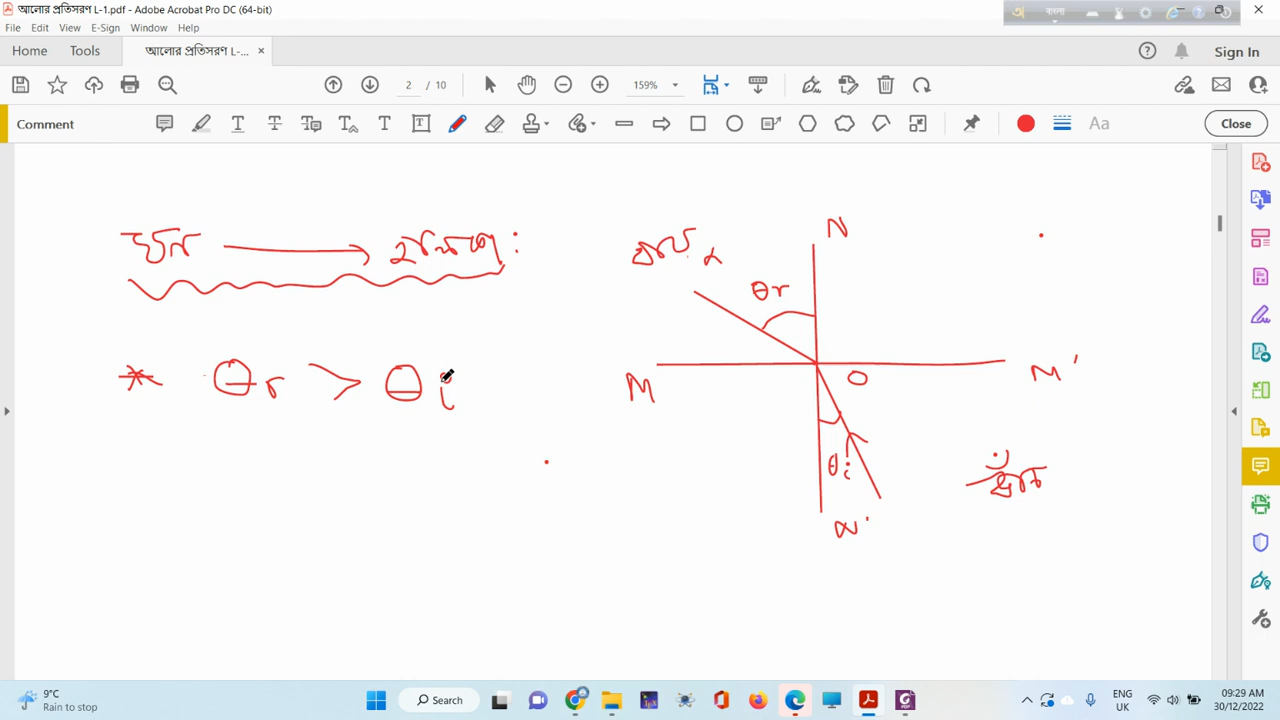 আলোর প্রতিসরণ L-1.pdf - Adobe Acrobat Pro DC (64-bit)
বাংলা
File Edit View E-Sign Window Help
Home Tools আলোর প্রতিসরণ L-... × Sign In
2 / 10 159%
Comment T T T T Aa Close
ঘন → হালকা :
N
θr
* θr > θi
M O M'
θi
N'
9°C
Rain to stop
Search
ENG
UK
09:29 AM
30/12/2022